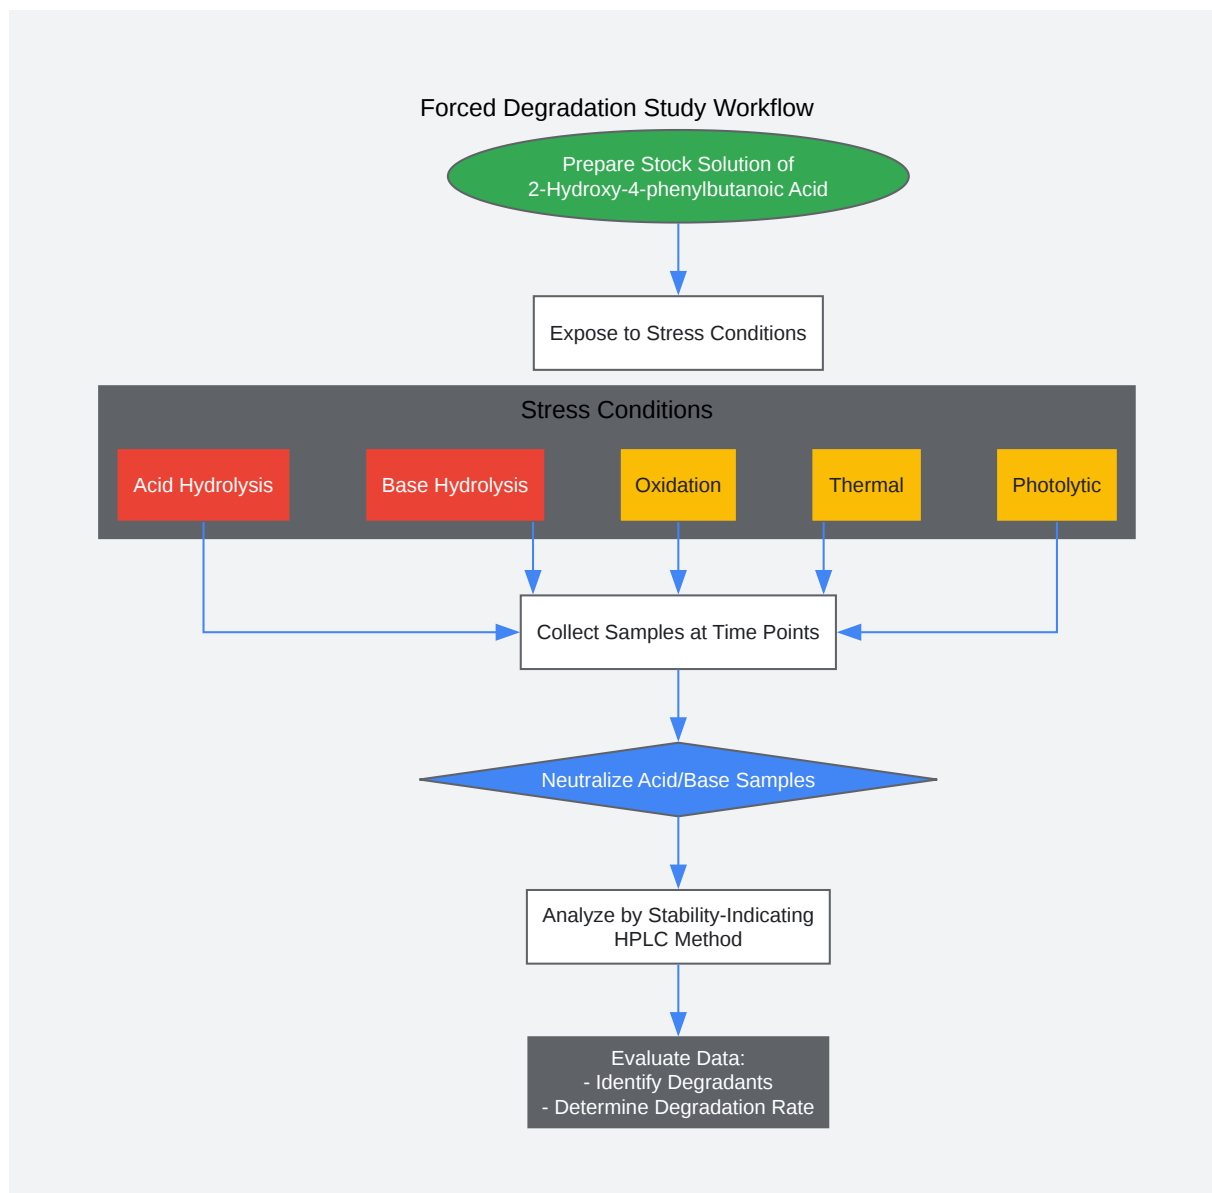 Forced Degradation Study Workflow
Prepare Stock Solution of
2-Hydroxy-4-phenylbutanoic Acid
Expose to Stress Conditions
Stress Conditions
Acid Hydrolysis
Base Hydrolysis
Oxidation
Thermal
Photolytic
Collect Samples at Time Points
Neutralize Acid/Base Samples
Analyze by Stability-Indicating
HPLC Method
Evaluate Data:
- Identify Degradants
- Determine Degradation Rate